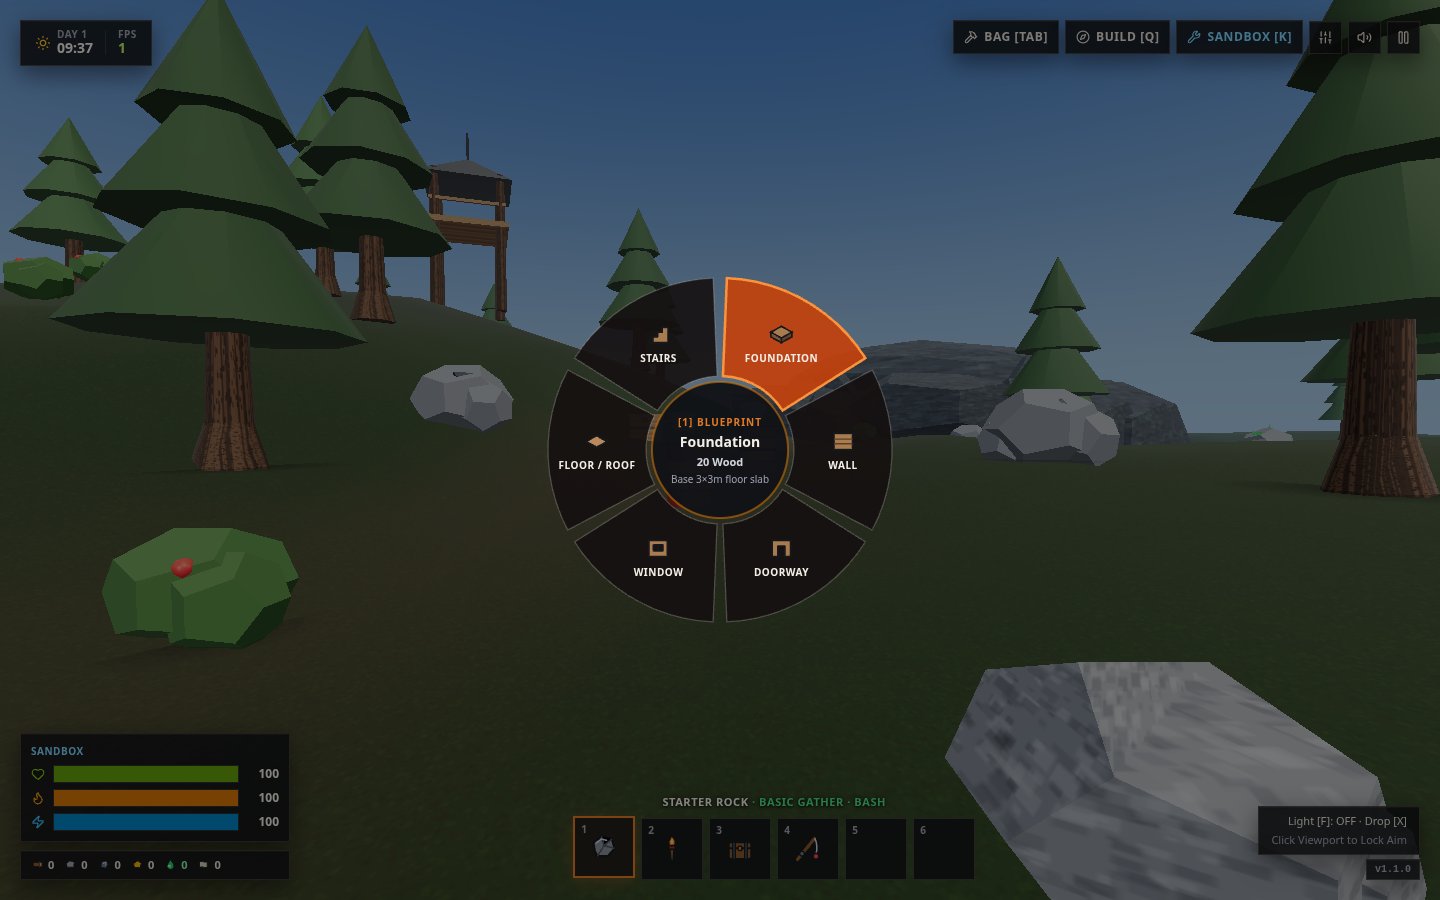 DAY 1
09:37
FPS
1
BAG [TAB]
BUILD [Q]
SANDBOX [K]
STAIRS
FOUNDATION
[1] BLUEPRINT
Foundation
20 Wood
Base 3×3m floor slab
FLOOR / ROOF
WALL
WINDOW
DOORWAY
SANDBOX
100
100
100
0 0 0 0 0 0
STARTER ROCK · BASIC GATHER · BASH
1 2 3 4 5 6
Light [F]: OFF · Drop [X]
Click Viewport to Lock Aim
v1.1.0